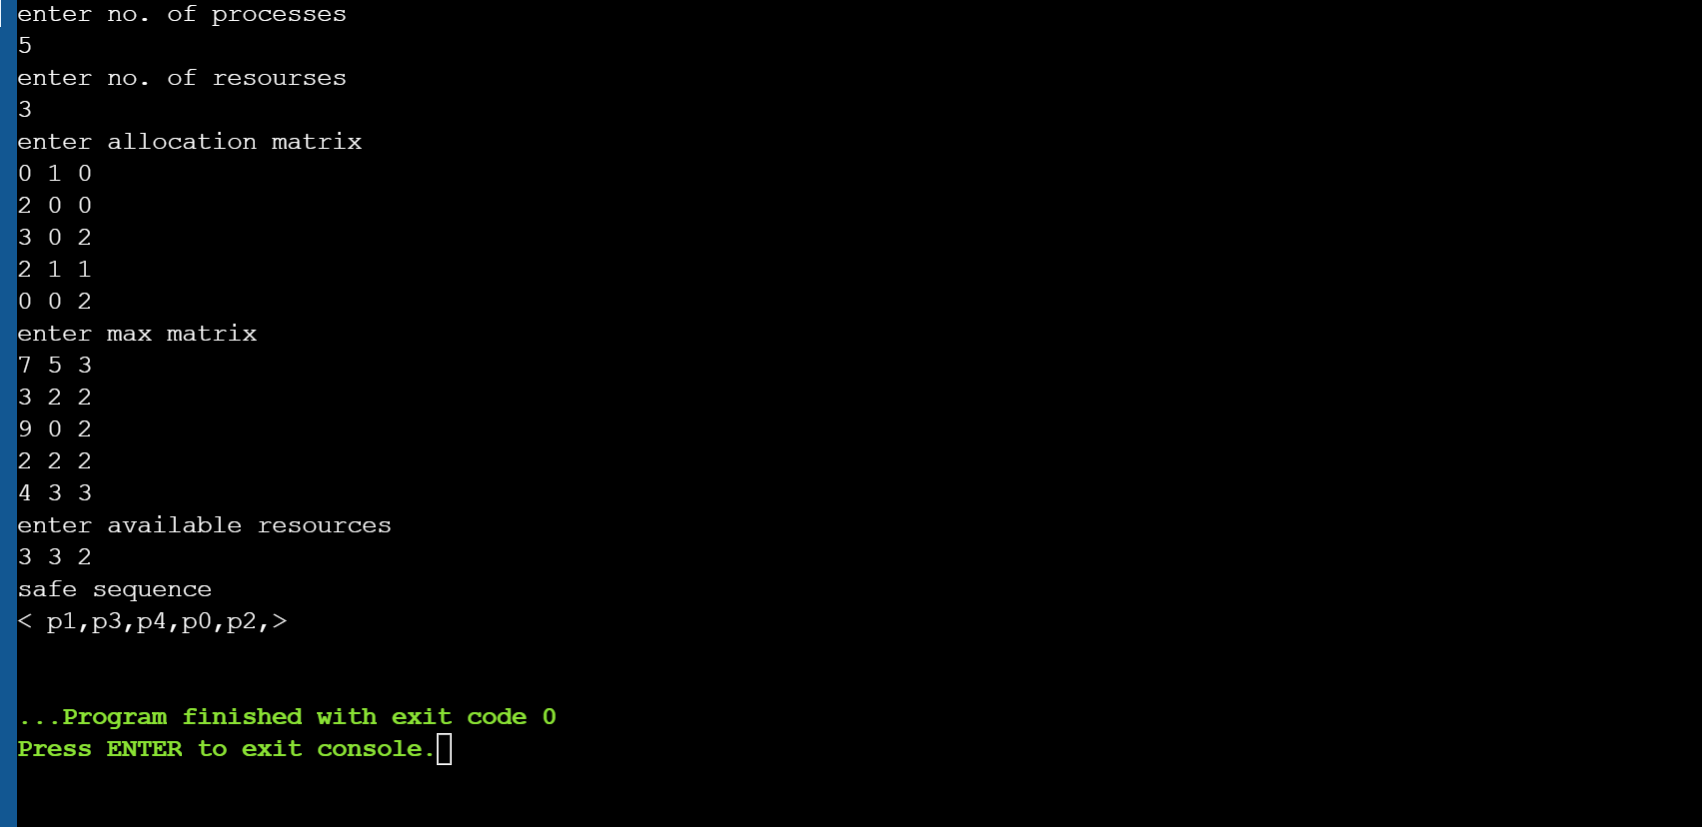 enter no. of processes
5
enter no. of resourses
3
enter allocation matrix
0 1 0
2 0 0
3 0 2
2 1 1
0 0 2
enter max matrix
7 5 3
3 2 2
9 0 2
2 2 2
4 3 3
enter available resources
3 3 2
safe sequence
< p1,p3,p4,p0,p2,>
...Program finished with exit code 0
Press ENTER to exit console.